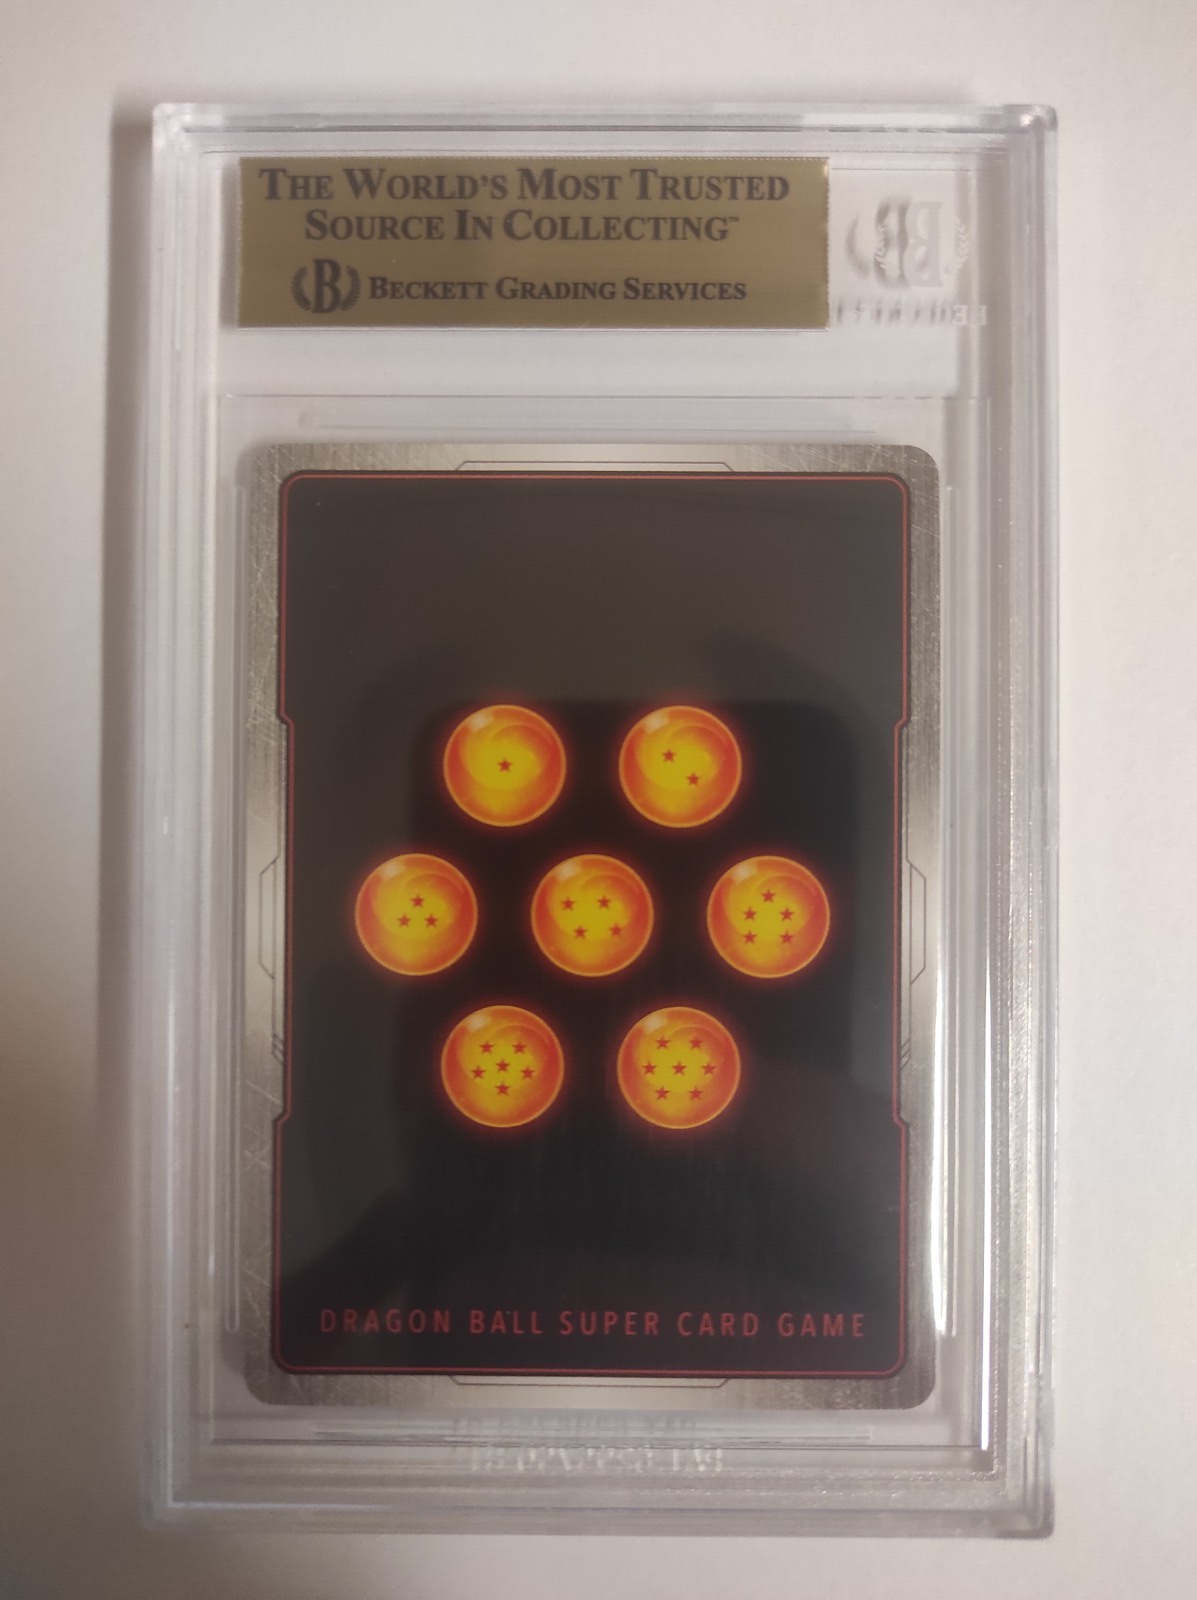 THE WORLD'S MOST TRUSTED
SOURCE IN COLLECTING™
B BECKETT GRADING SERVICES
B
DRAGON BALL SUPER CARD GAME